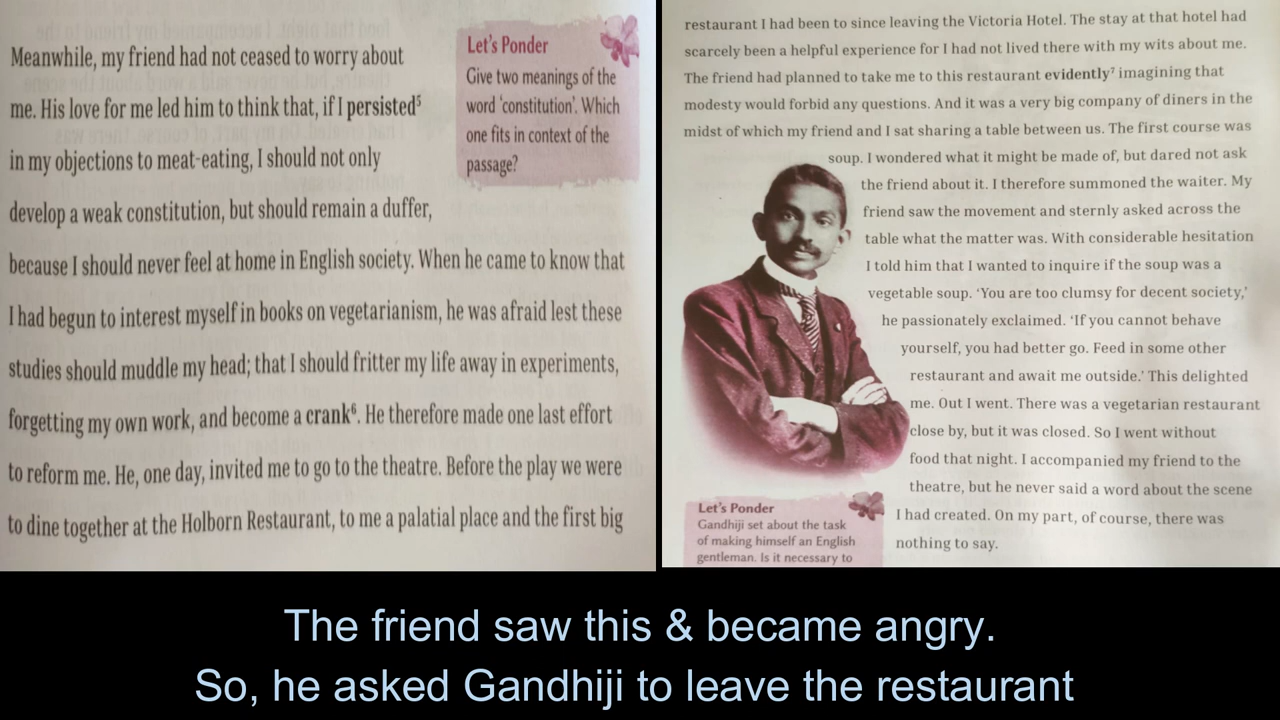 Meanwhile, my friend had not ceased to worry about
me. His love for me led him to think that, if I persisted⁵
in my objections to meat-eating, I should not only
develop a weak constitution, but should remain a duffer,
because I should never feel at home in English society. When he came to know that
I had begun to interest myself in books on vegetarianism, he was afraid lest these
studies should muddle my head; that I should fritter my life away in experiments,
forgetting my own work, and become a crank⁶. He therefore made one last effort
to reform me. He, one day, invited me to go to the theatre. Before the play we were
to dine together at the Holborn Restaurant, to me a palatial place and the first big
Let's Ponder
Give two meanings of the
word 'constitution'. Which
one fits in context of the
passage?
restaurant I had been to since leaving the Victoria Hotel. The stay at that hotel had
scarcely been a helpful experience for I had not lived there with my wits about me.
The friend had planned to take me to this restaurant evidently⁷ imagining that
modesty would forbid any questions. And it was a very big company of diners in the
midst of which my friend and I sat sharing a table between us. The first course was
soup. I wondered what it might be made of, but dared not ask
the friend about it. I therefore summoned the waiter. My
friend saw the movement and sternly asked across the
table what the matter was. With considerable hesitation
I told him that I wanted to inquire if the soup was a
vegetable soup. 'You are too clumsy for decent society,'
he passionately exclaimed. 'If you cannot behave
yourself, you had better go. Feed in some other
restaurant and await me outside.' This delighted
me. Out I went. There was a vegetarian restaurant
close by, but it was closed. So I went without
food that night. I accompanied my friend to the
theatre, but he never said a word about the scene
I had created. On my part, of course, there was
nothing to say.
Let's Ponder
Gandhiji set about the task
of making himself an English
gentleman. Is it necessary to
The friend saw this & became angry.
So, he asked Gandhiji to leave the restaurant